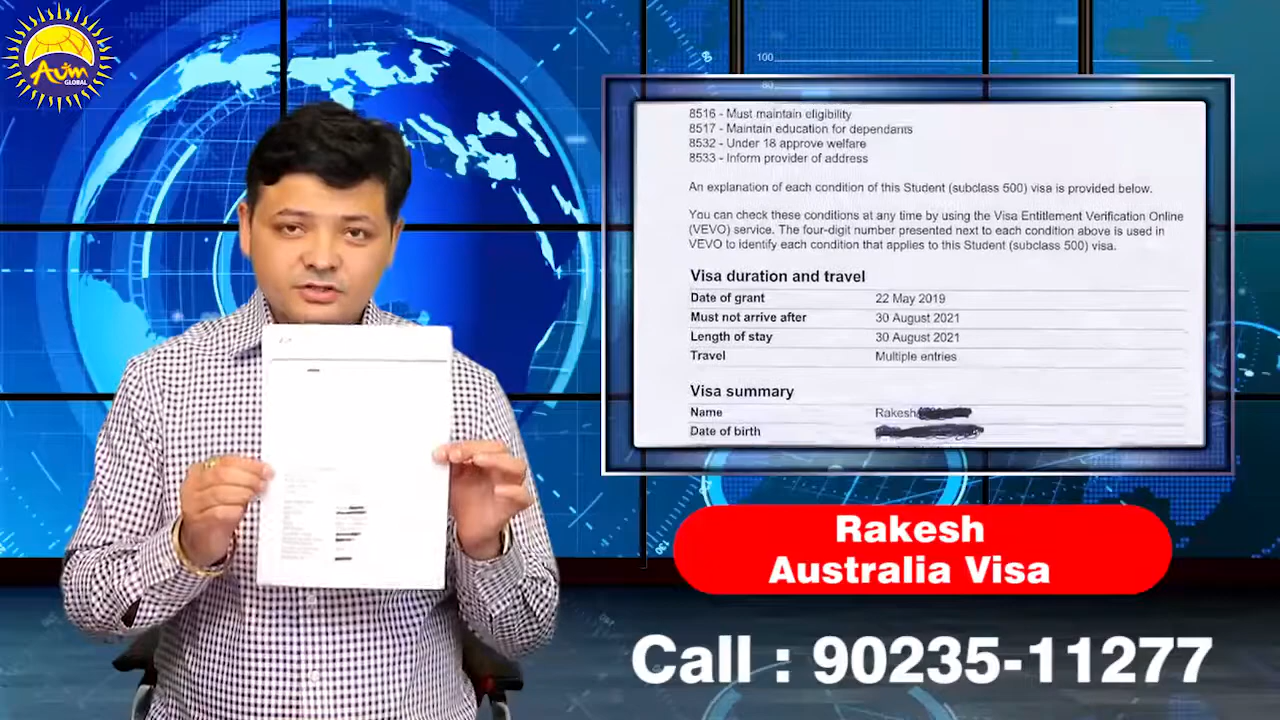 Aum
GLOBAL
100
80
8516 - Must maintain eligibility
8517 - Maintain education for dependants
8532 - Under 18 approve welfare
8533 - Inform provider of address
An explanation of each condition of this Student (subclass 500) visa is provided below.
You can check these conditions at any time by using the Visa Entitlement Verification Online
(VEVO) service. The four-digit number presented next to each condition above is used in
VEVO to identify each condition that applies to this Student (subclass 500) visa.
Visa duration and travel
Date of grant 22 May 2019
Must not arrive after 30 August 2021
Length of stay 30 August 2021
Travel Multiple entries
Visa summary
Name Rakesh
Date of birth
130
Rakesh
Australia Visa
Call : 90235-11277